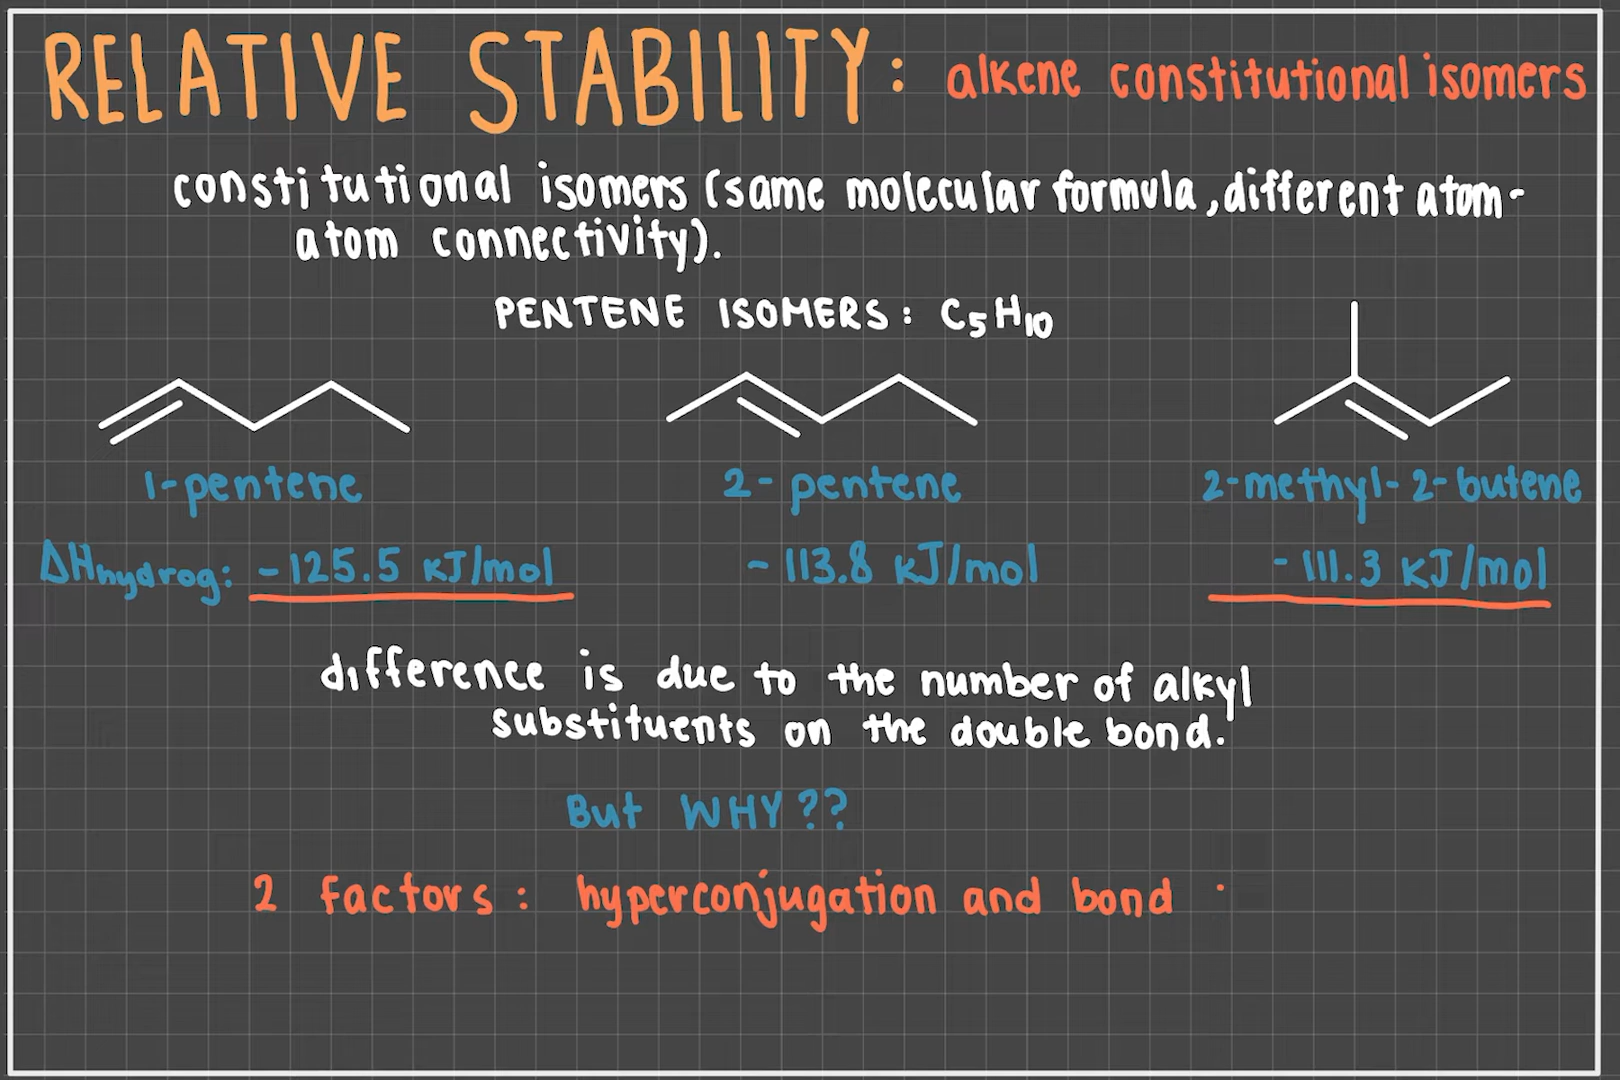 RELATIVE STABILITY: alkene constitutional isomers
constitutional isomers (same molecular formula, different atom-
atom connectivity).
PENTENE ISOMERS: C₅H₁₀
1-pentene 2-pentene 2-methyl-2-butene
ΔHhydrog: -125.5 kJ/mol -113.8 kJ/mol -111.3 kJ/mol
difference is due to the number of alkyl
substituents on the double bond.
But WHY??
2 factors: hyperconjugation and bond